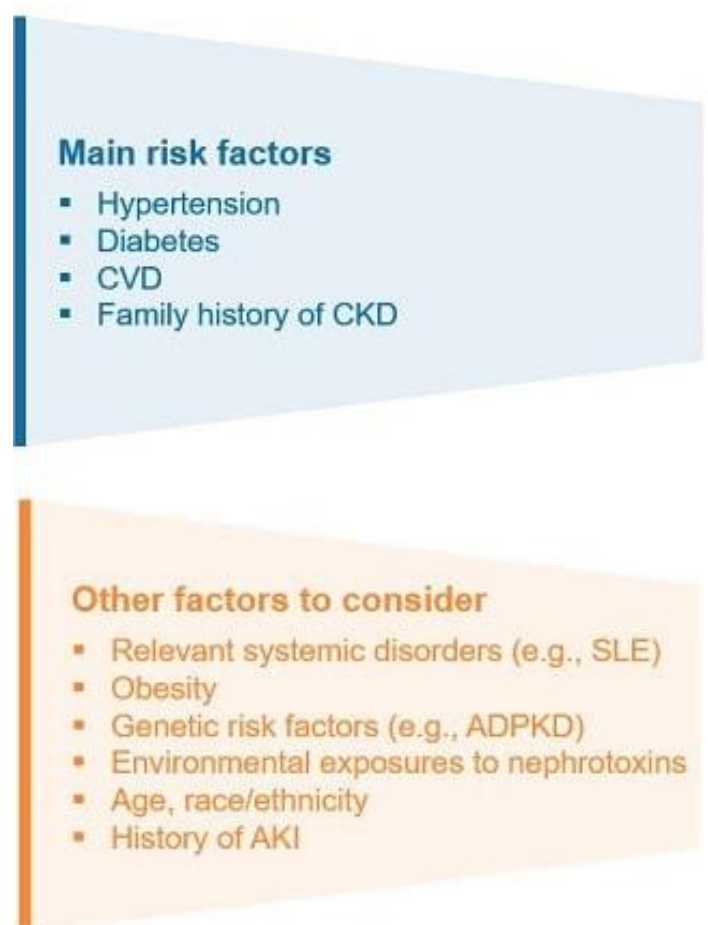 Main risk factors
▪ Hypertension
▪ Diabetes
▪ CVD
▪ Family history of CKD
Other factors to consider
▪ Relevant systemic disorders (e.g., SLE)
▪ Obesity
▪ Genetic risk factors (e.g., ADPKD)
▪ Environmental exposures to nephrotoxins
▪ Age, race/ethnicity
▪ History of AKI